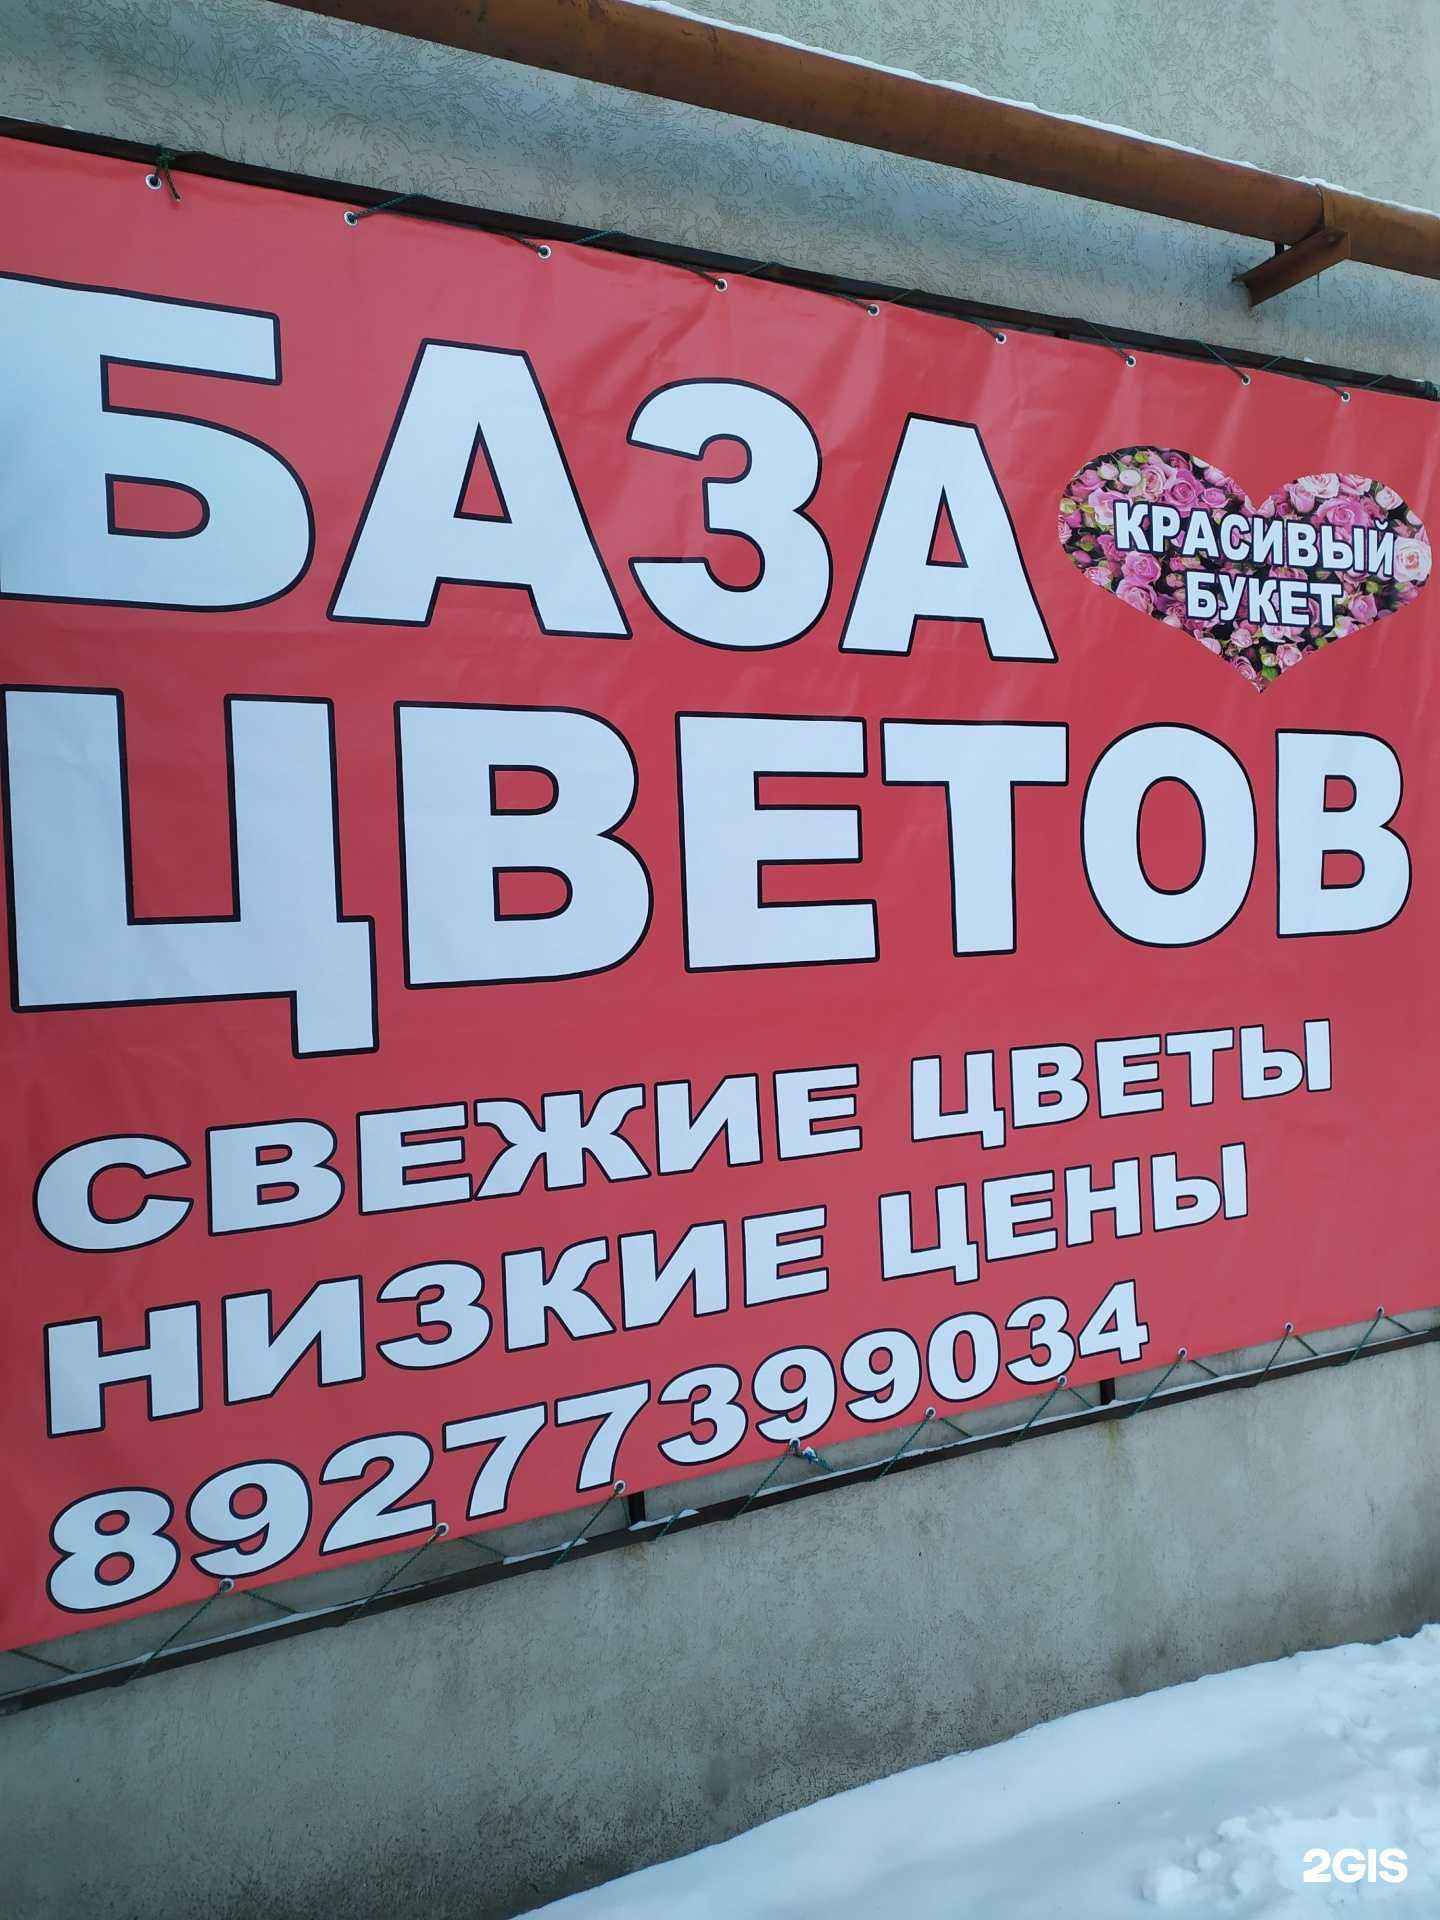 БАЗА
КРАСИВЫЙ
БУКЕТ
ЦВЕТОВ
СВЕЖИЕ ЦВЕТЫ
НИЗКИЕ ЦЕНЫ
89277399034
2GIS